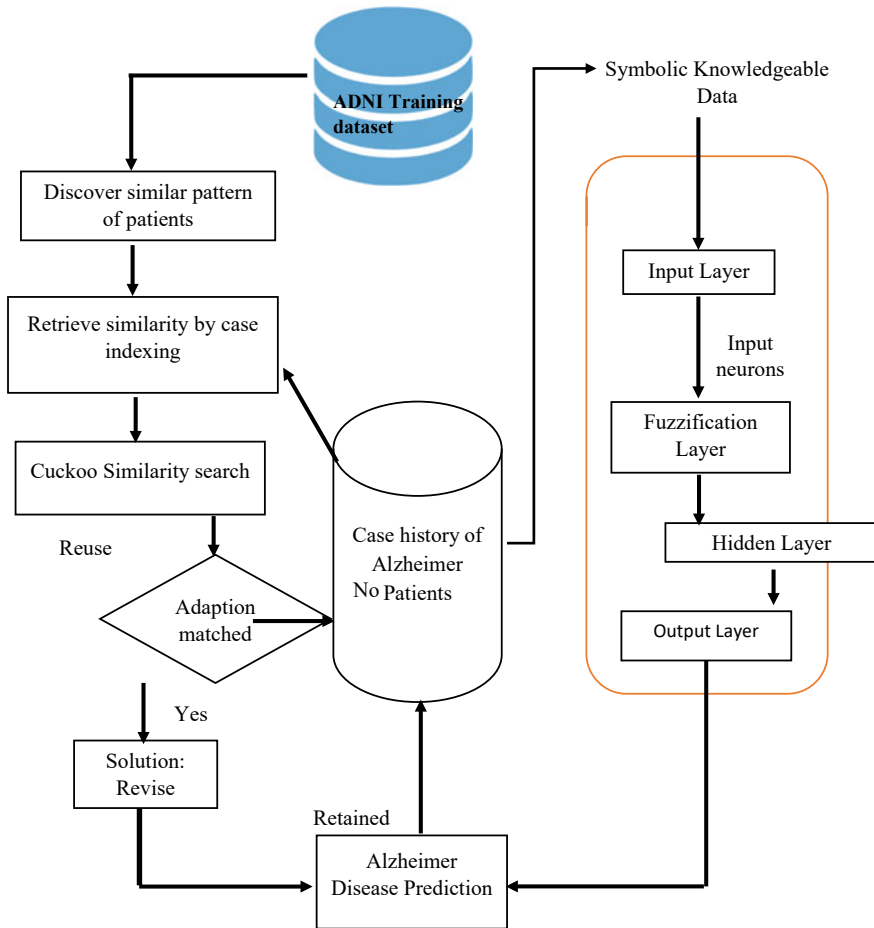 ADNI Training
dataset
Symbolic Knowledgeable
Data
Discover similar pattern
of patients
Retrieve similarity by case
indexing
Cuckoo Similarity search
Reuse
Adaption
matched
No
Case history of
Alzheimer
Patients
Yes
Solution:
Revise
Retained
Alzheimer
Disease Prediction
Input Layer
Input
neurons
Fuzzification
Layer
Hidden Layer
Output Layer